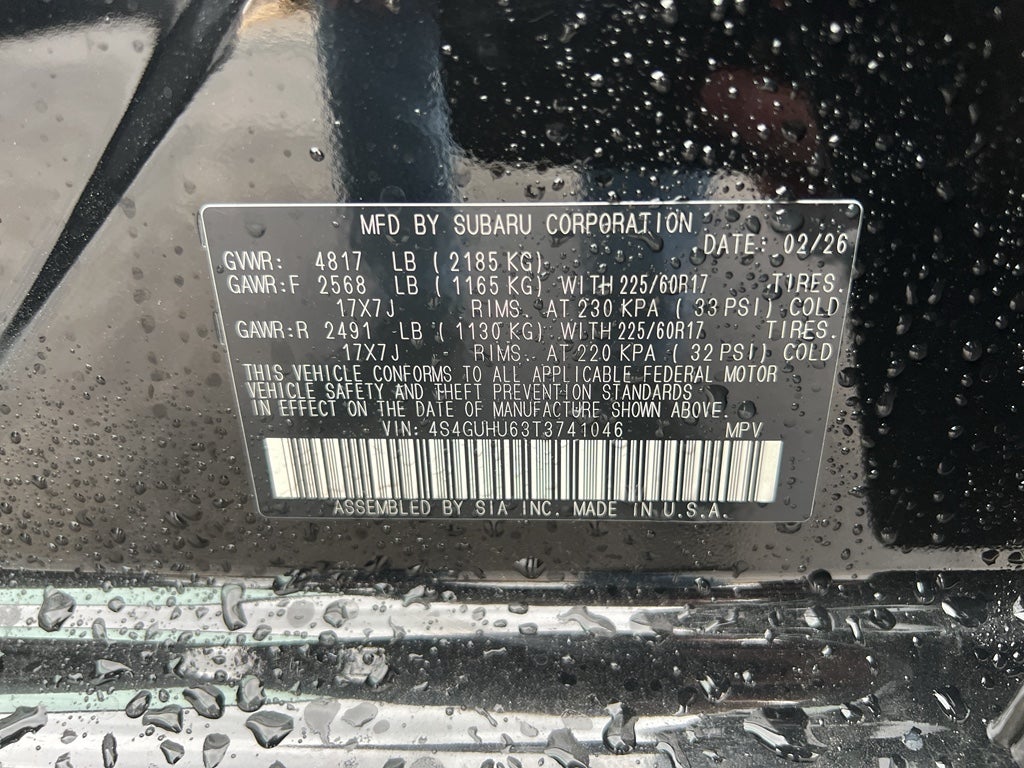 MFD BY SUBARU CORPORATION
DATE: 02/26
GVWR: 4817 LB (2185 KG)
GAWR:F 2568 LB (1165 KG) WITH 225/60R17 TIRES.
17X7J RIMS. AT 230 KPA (33 PSI) COLD
GAWR:R 2491 LB (1130 KG) WITH 225/60R17 TIRES.
17X7J RIMS. AT 220 KPA (32 PSI) COLD
THIS VEHICLE CONFORMS TO ALL APPLICABLE FEDERAL MOTOR
VEHICLE SAFETY AND THEFT PREVENTION STANDARDS
IN EFFECT ON THE DATE OF MANUFACTURE SHOWN ABOVE.
VIN: 4S4GUHU63T3741046 MPV
ASSEMBLED BY SIA INC. MADE IN U.S.A.